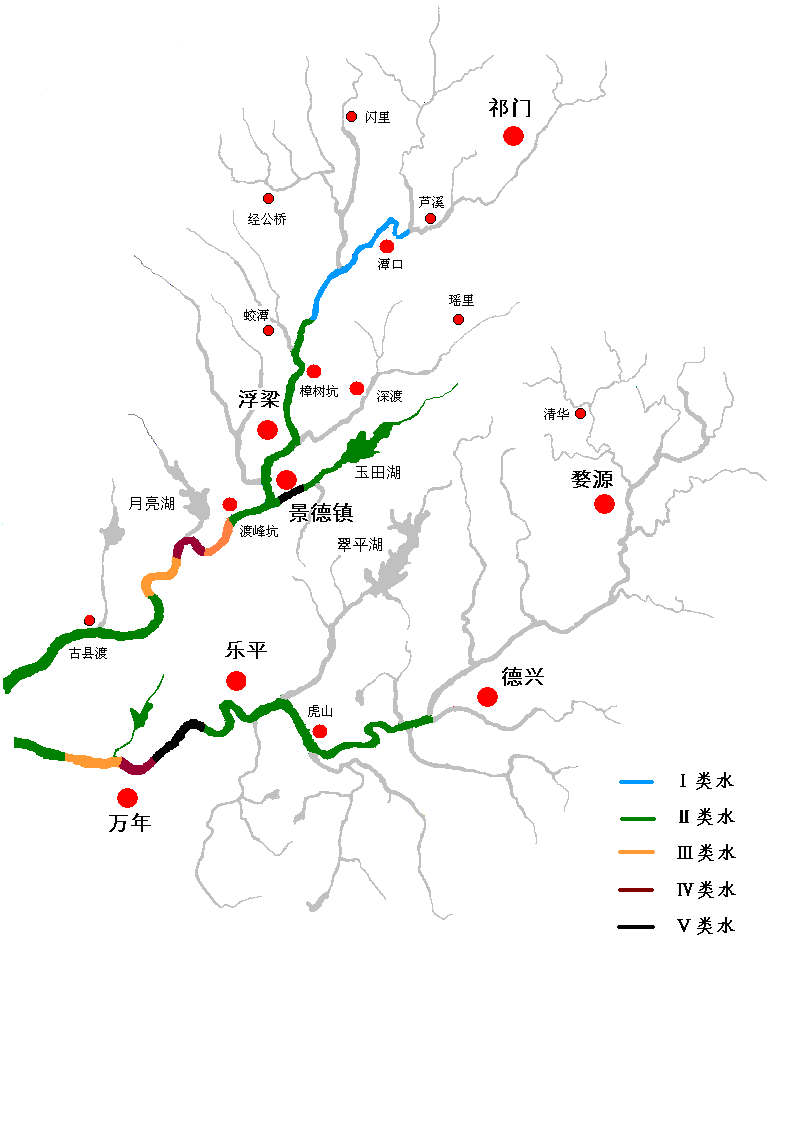 祁门
闪里
芦溪
经公桥
潭口
瑶里
蛟潭
樟树坑
深渡
浮梁
清华
玉田湖
婺源
月亮湖
景德镇
渡峰坑
翠平湖
古县渡
乐平
德兴
虎山
万年
Ⅰ类水
Ⅱ类水
Ⅲ类水
Ⅳ类水
Ⅴ类水